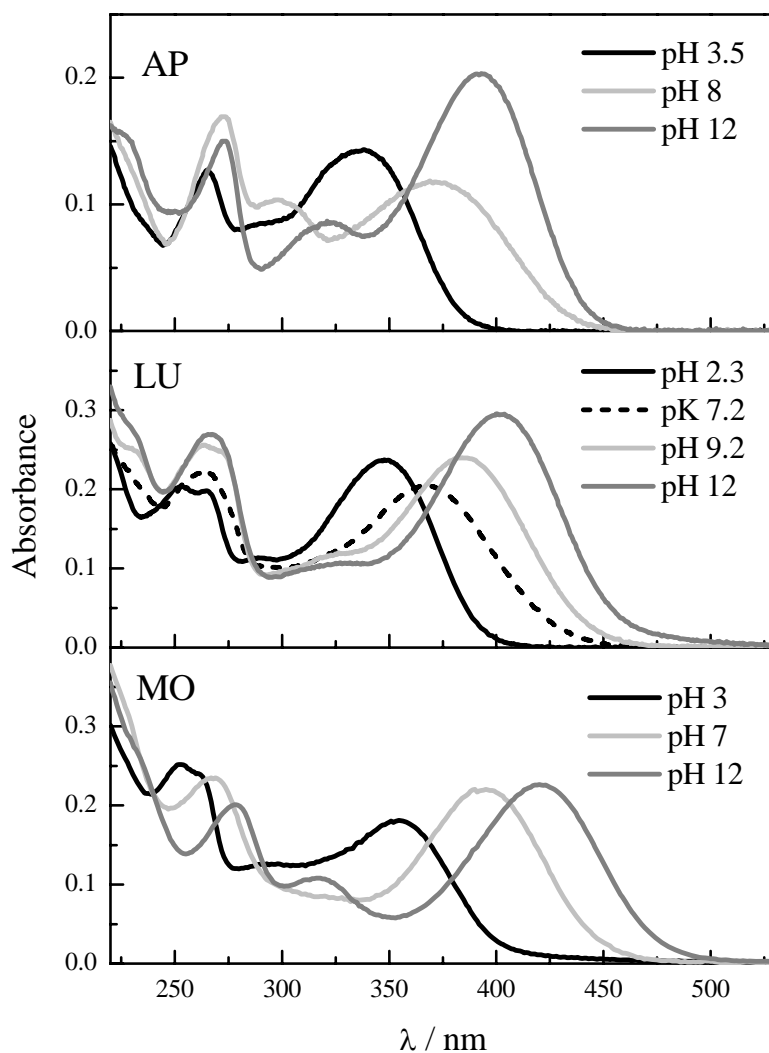 AP
pH 3.5
pH 8
pH 12
0.2
0.1
0.0
LU
pH 2.3
pK 7.2
pH 9.2
pH 12
0.3
0.2
0.1
0.0
Absorbance
MO
pH 3
pH 7
pH 12
0.3
0.2
0.1
0.0
250 300 350 400 450 500
λ / nm